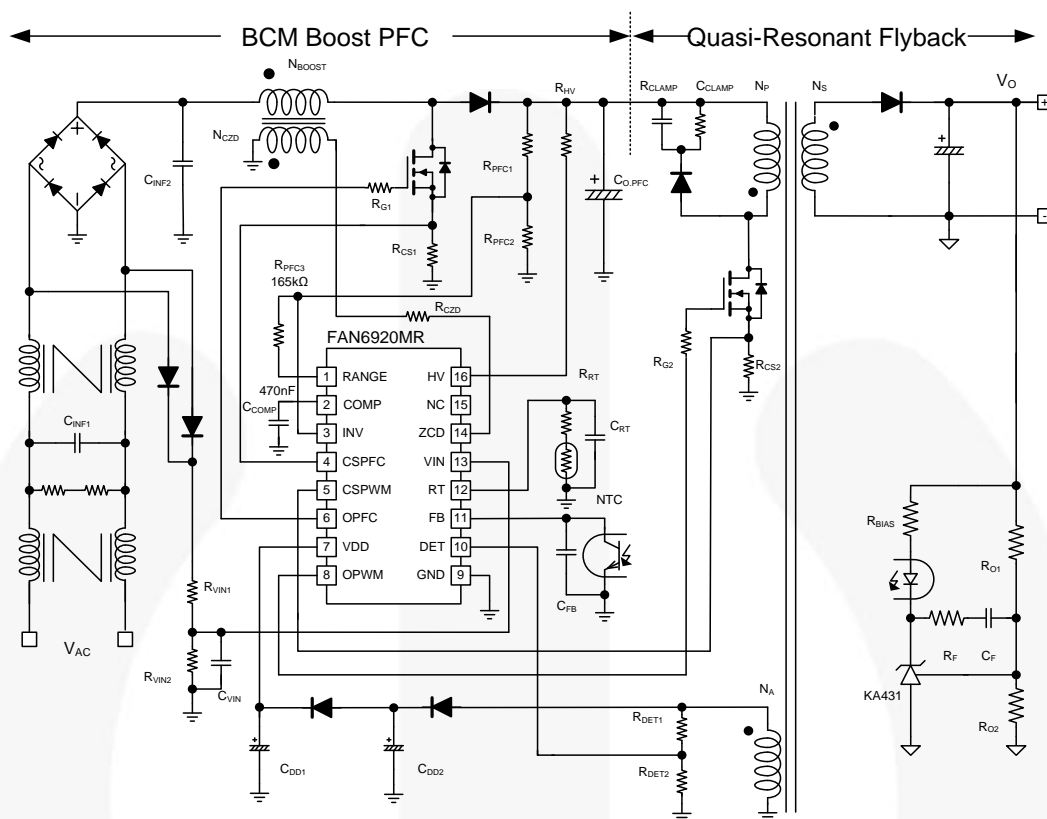 BCM Boost PFC
Quasi-Resonant Flyback
NBOOST
NCZD
CINF2
RG1
RCS1
RPFC1
RPFC2
RHV
CO.PFC
RCLAMP
CCLAMP
NP
NS
VO
+
-
RPFC3
165kΩ
RCZD
FAN6920MR
470nF
CCOMP
1 RANGE
2 COMP
3 INV
4 CSPFC
5 CSPWM
6 OPFC
7 VDD
8 OPWM
HV 16
NC 15
ZCD 14
VIN 13
RT 12
FB 11
DET 10
GND 9
RRT
CRT
NTC
CFB
RG2
RCS2
CINF1
VAC
RVIN1
RVIN2
CVIN
CDD1
CDD2
RDET1
RDET2
NA
RBIAS
RO1
RF
CF
KA431
RO2